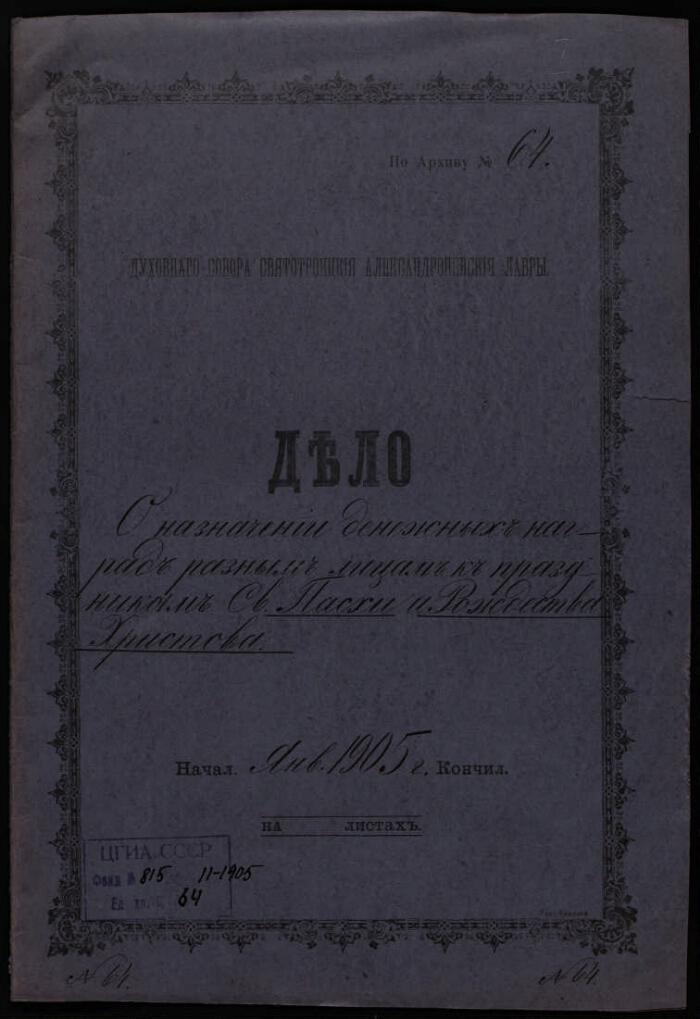 По Архиву № 64.
ДУХОВНАГО СОБОРА СВЯТОТРОИЦКІЯ АЛЕКСАНДРОНЕВСКІЯ ЛАВРЫ.
ДѢЛО
О назначеніи денежныхъ наг-
радъ разнымъ лицамъ къ празд-
никамъ Св. Пасхи и Рождества
Христова.
Начал. Янв. 1905 г. Кончил.
на листахъ.
ЦГИА СССР
Фонд № 815 11-1905
Ед. хр. 64
№ 64. № 64.